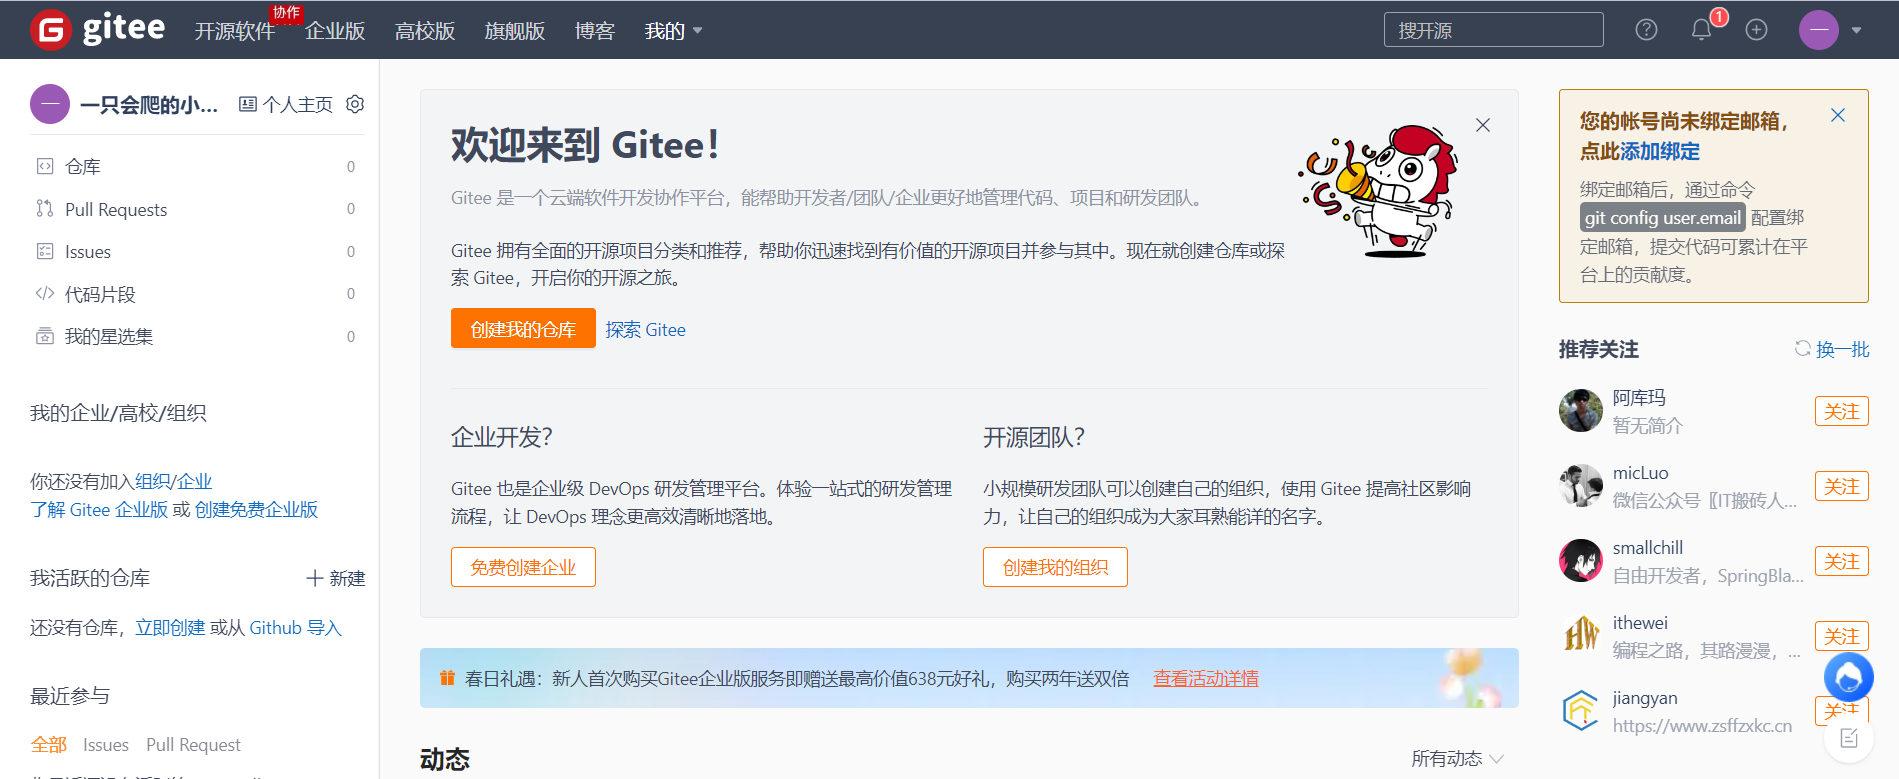 gitee
开源软件
协作
企业版
高校版
旗舰版
博客
我的
搜开源
1
一只会爬的小...
个人主页
仓库 0
Pull Requests 0
Issues 0
代码片段 0
我的星选集 0
我的企业/高校/组织
你还没有加入组织/企业
了解 Gitee 企业版 或 创建免费企业版
我活跃的仓库
新建
还没有仓库，立即创建 或从 Github 导入
最近参与
全部 Issues Pull Request
欢迎来到 Gitee！
Gitee 是一个云端软件开发协作平台，能帮助开发者/团队/企业更好地管理代码、项目和研发团队。
Gitee 拥有全面的开源项目分类和推荐，帮助你迅速找到有价值的开源项目并参与其中。现在就创建仓库或探
索 Gitee，开启你的开源之旅。
创建我的仓库 探索 Gitee
企业开发？
Gitee 也是企业级 DevOps 研发管理平台。体验一站式的研发管理
流程，让 DevOps 理念更高效清晰地落地。
免费创建企业
开源团队？
小规模研发团队可以创建自己的组织，使用 Gitee 提高社区影响
力，让自己的组织成为大家耳熟能详的名字。
创建我的组织
春日礼遇：新人首次购买Gitee企业版服务即赠送最高价值638元好礼，购买两年送双倍 查看活动详情
动态
所有动态
您的帐号尚未绑定邮箱，
点此添加绑定
绑定邮箱后，通过命令
git config user.email 配置绑
定邮箱，提交代码可累计在平
台上的贡献度。
推荐关注
换一批
阿库玛
暂无简介
关注
micLuo
微信公众号〖IT搬砖人...
关注
smallchill
自由开发者，SpringBla...
关注
ithewei
编程之路，其路漫漫，...
关注
jiangyan
https://www.zsffzxkc.cn
关注